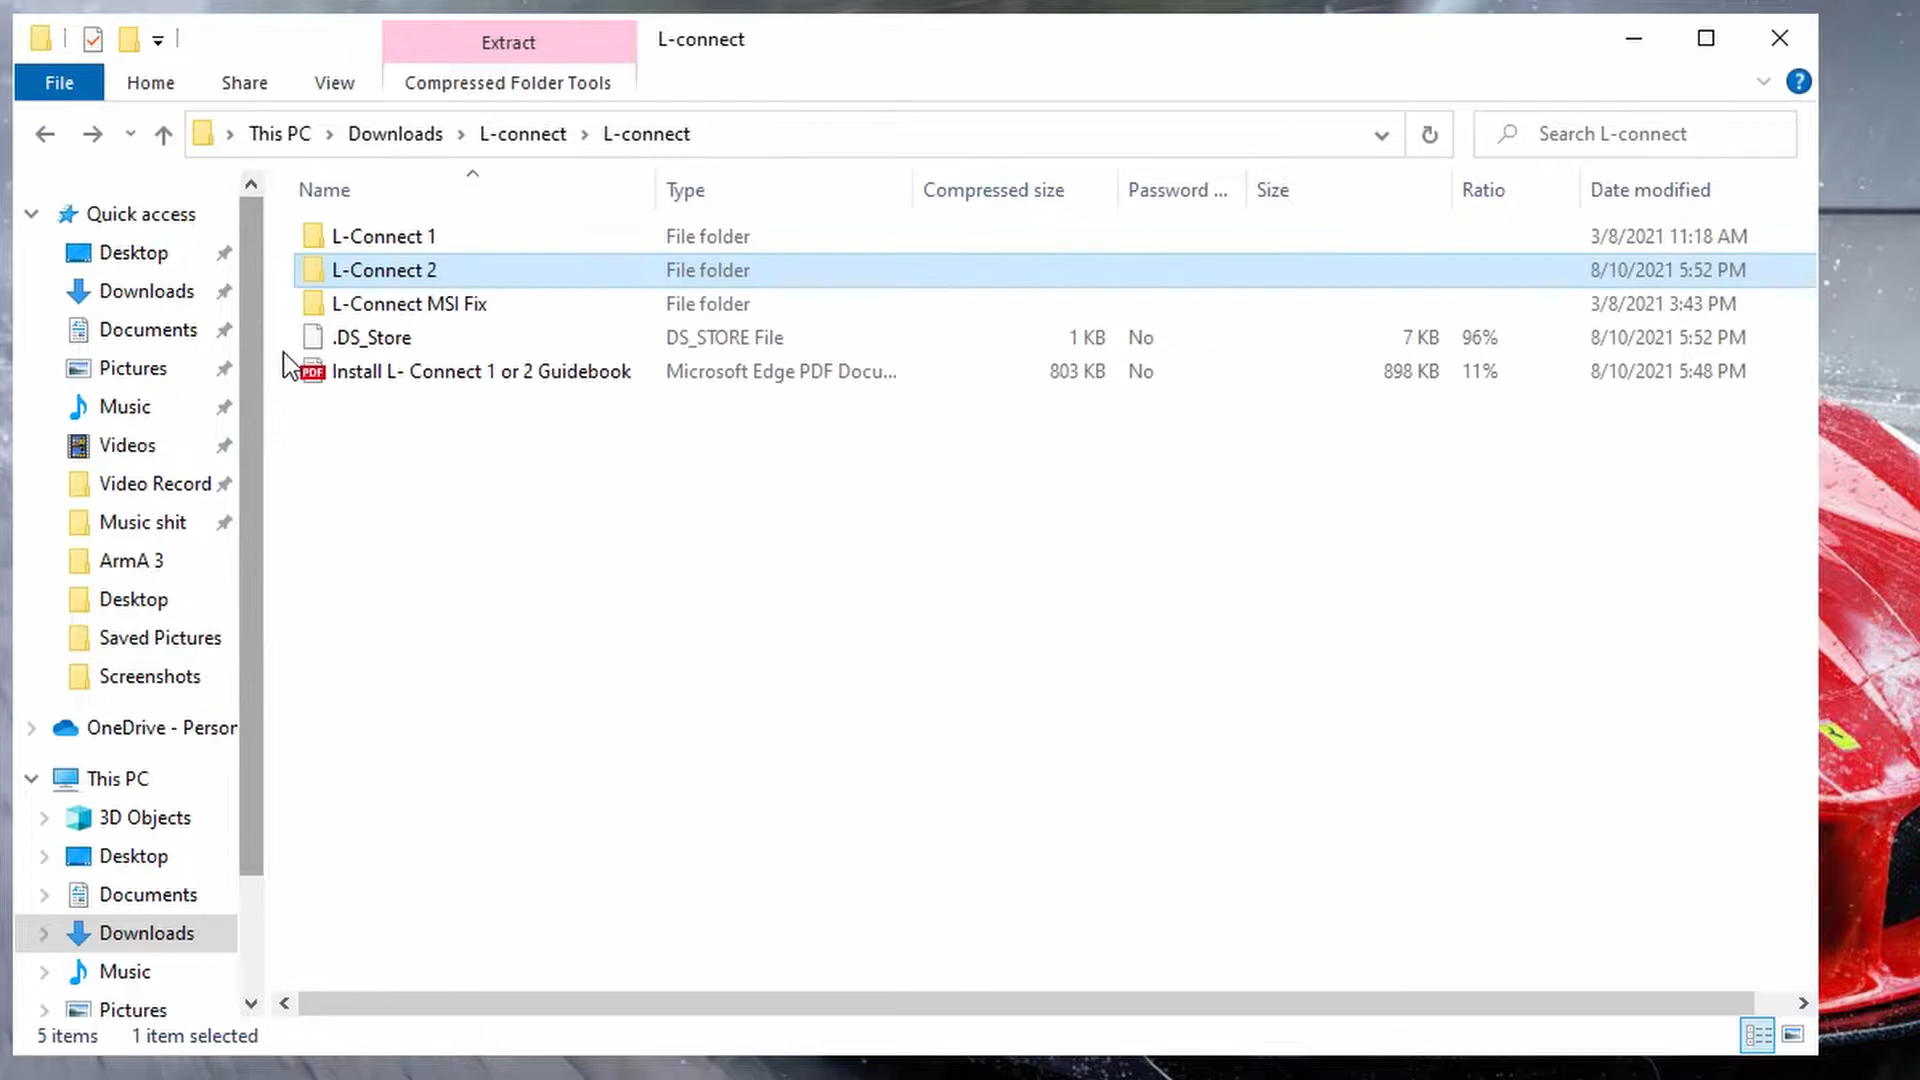 Extract
L-connect
File
Home
Share
View
Compressed Folder Tools
?
This PC
Downloads
L-connect
L-connect
Search L-connect
Name
Type
Compressed size
Password ...
Size
Ratio
Date modified
L-Connect 1
File folder
3/8/2021 11:18 AM
L-Connect 2
File folder
8/10/2021 5:52 PM
L-Connect MSI Fix
File folder
3/8/2021 3:43 PM
.DS_Store
DS_STORE File
1 KB
No
7 KB
96%
8/10/2021 5:52 PM
PDF
Install L- Connect 1 or 2 Guidebook
Microsoft Edge PDF Docu...
803 KB
No
898 KB
11%
8/10/2021 5:48 PM
Quick access
Desktop
Downloads
Documents
Pictures
Music
Videos
Video Record
Music shit
ArmA 3
Desktop
Saved Pictures
Screenshots
OneDrive - Person
This PC
3D Objects
Desktop
Documents
Downloads
Music
Pictures
5 items
1 item selected